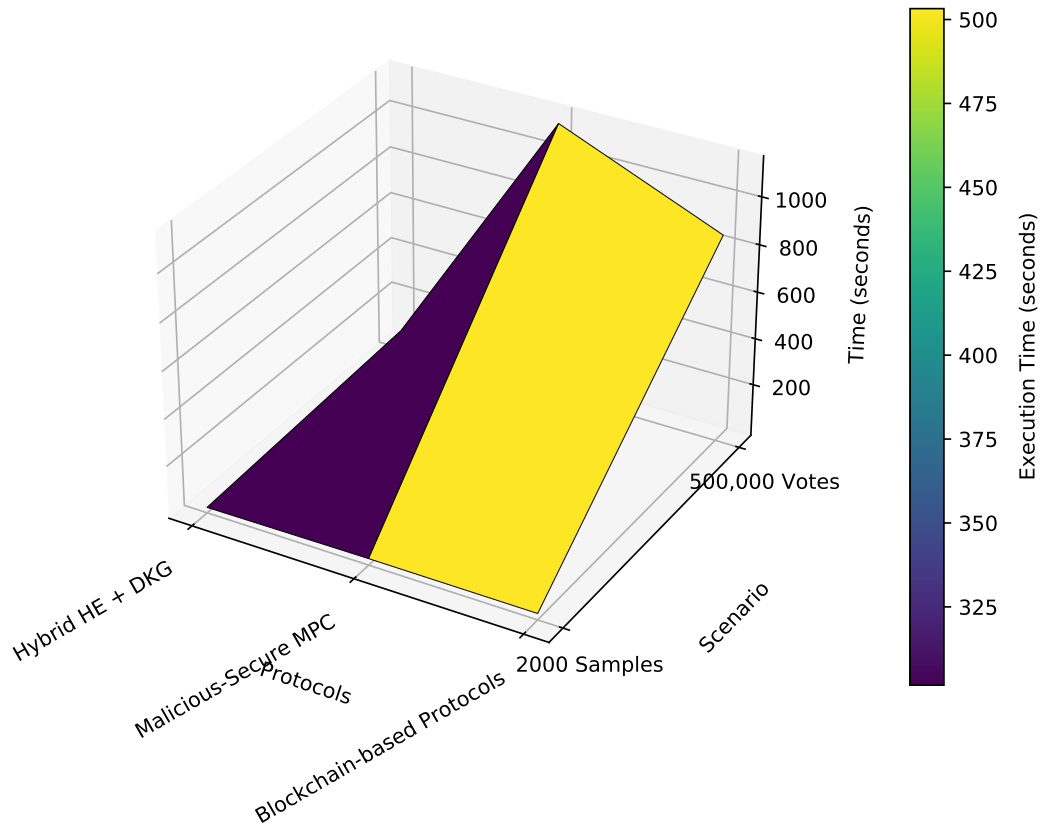 500
475
450
425
400
375
350
325
Execution Time (seconds)
1000
800
600
400
200
Time (seconds)
500,000 Votes
2000 Samples
Scenario
Hybrid HE + DKG
Malicious-Secure MPC
Blockchain-based Protocols
Protocols